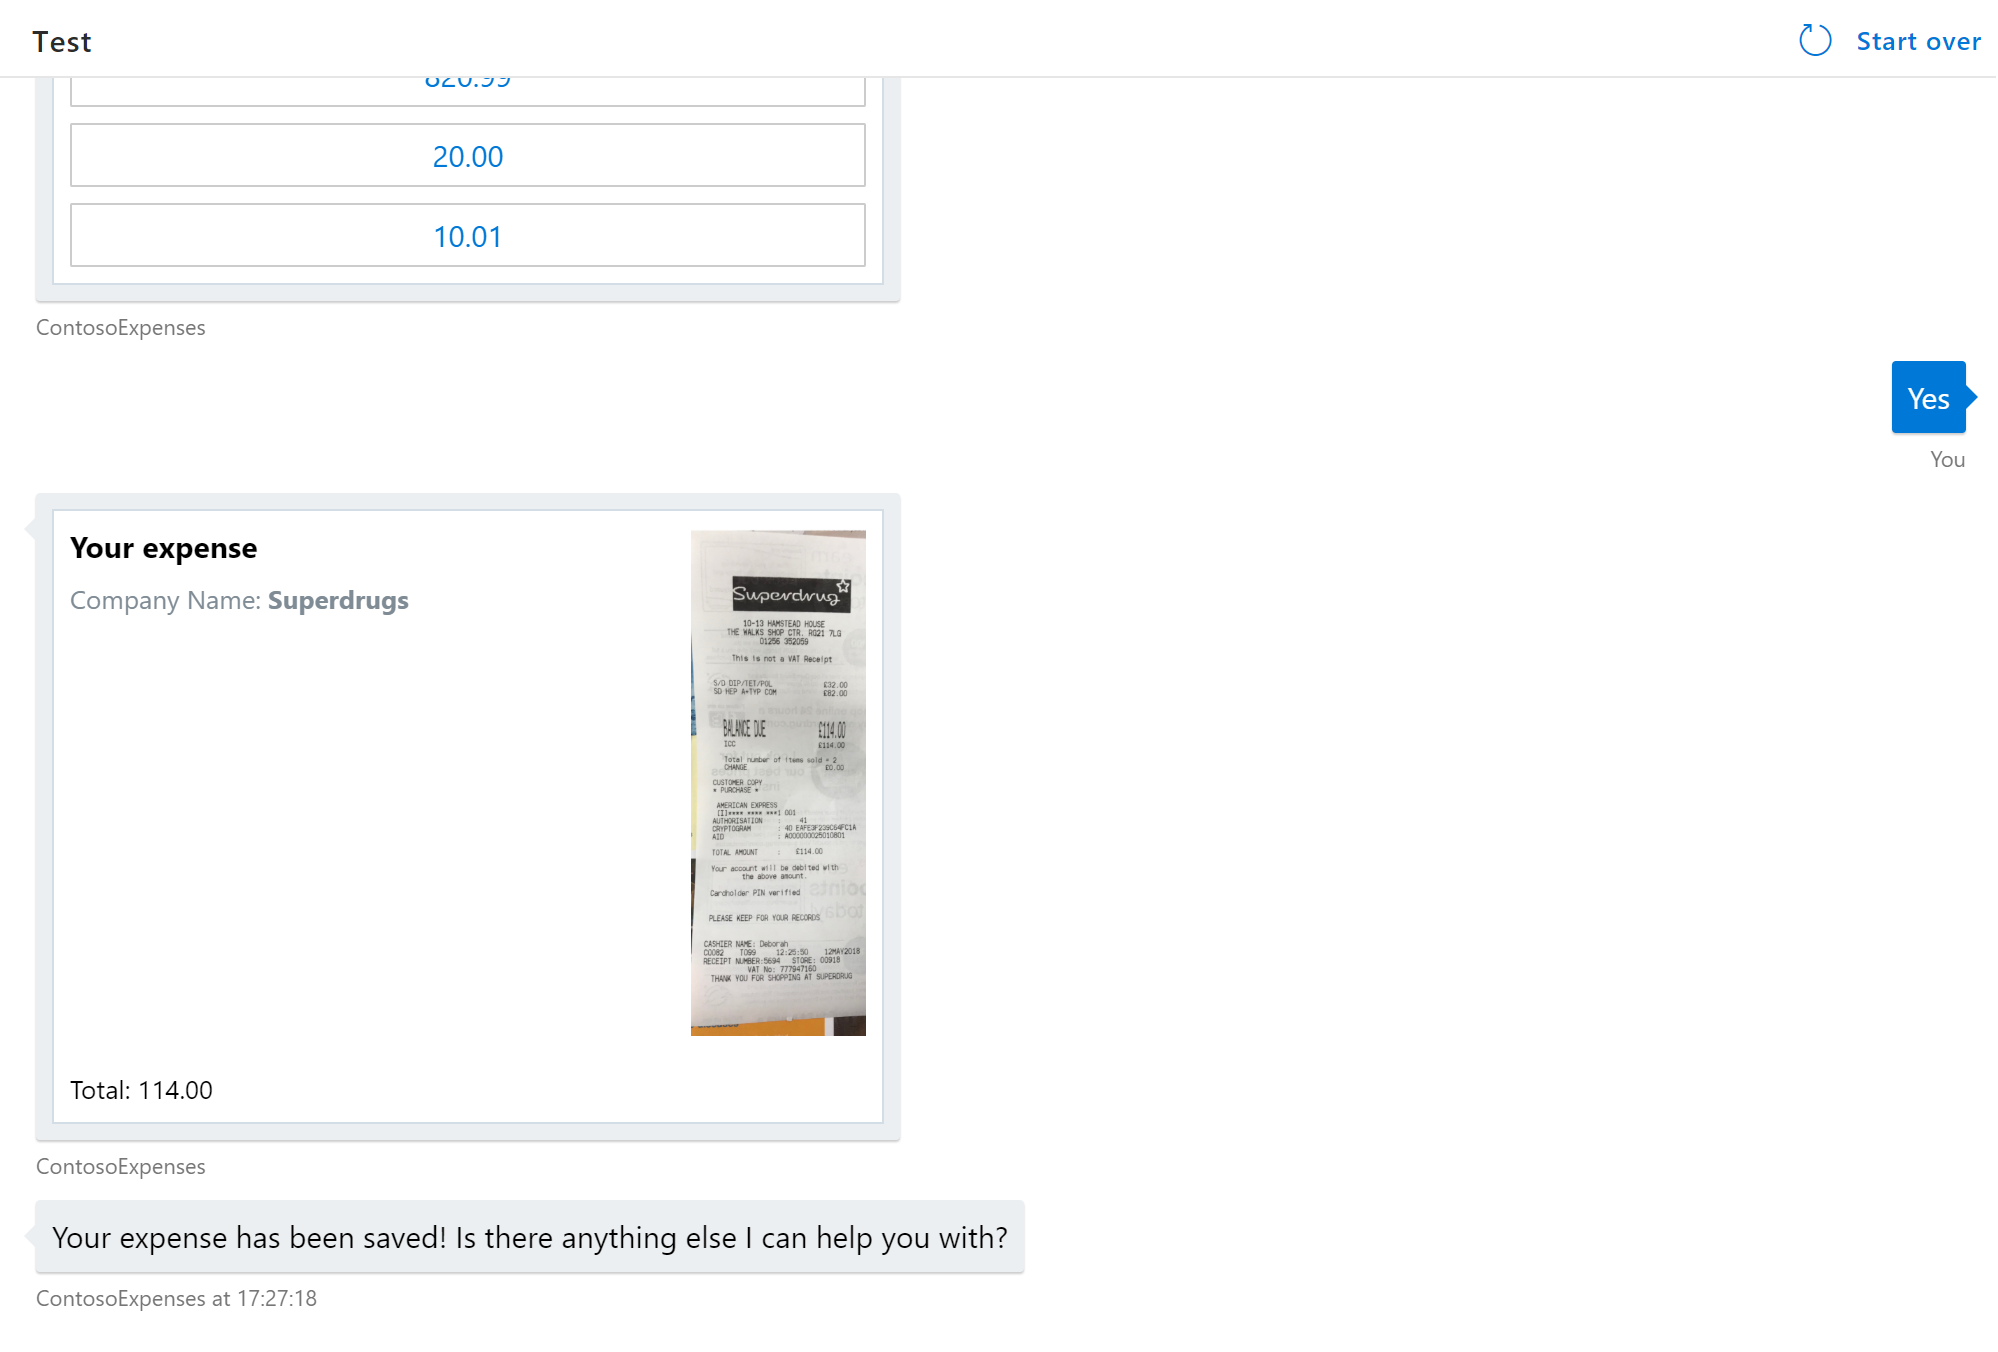 Test
Start over
820.99
20.00
10.01
ContosoExpenses
Yes
You
Your expense
Company Name: Superdrugs
Superdrug
10-13 HAMSTEAD HOUSE
THE WALKS SHOP CTR. RG21 7LG
01256 352059
This is not a VAT Receipt
S/D DIP/TET/POL £32.00
SD HEP A+TYP COM £82.00
BALANCE DUE £114.00
ICC £114.00
Total number of items sold = 2
CHANGE £0.00
CUSTOMER COPY
* PURCHASE *
AMERICAN EXPRESS
[I]**** **** ***1 001
AUTHORISATION : 41
CRYPTOGRAM : 40 EAFE3F239C64FC1A
AID : A000000025010801
TOTAL AMOUNT : £114.00
Your account will be debited with
the above amount.
Cardholder PIN verified
PLEASE KEEP FOR YOUR RECORDS
CASHIER NAME: Deborah
C0082 T099 12:25:50 12MAY2018
RECEIPT NUMBER:5694 STORE: 00918
VAT No: 777947160
THANK YOU FOR SHOPPING AT SUPERDRUG
Total: 114.00
ContosoExpenses
Your expense has been saved! Is there anything else I can help you with?
ContosoExpenses at 17:27:18